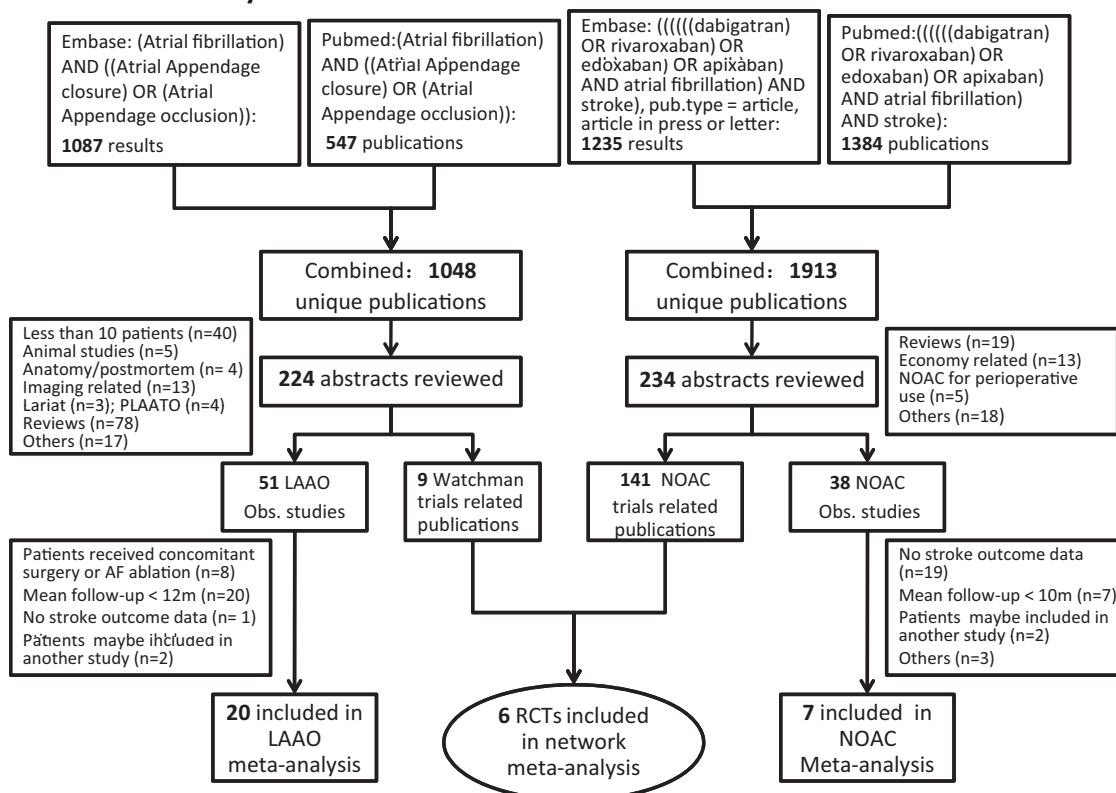 Embase: (Atrial fibrillation)
AND ((Atrial Appendage
closure) OR (Atrial
Appendage occlusion)):
1087 results
Pubmed:(Atrial fibrillation)
AND ((Atrial Appendage
closure) OR (Atrial
Appendage occlusion)):
547 publications
Embase: ((((((dabigatran)
OR rivaroxaban) OR
edoxaban) OR apixaban)
AND atrial fibrillation) AND
stroke), pub.type = article,
article in press or letter:
1235 results
Pubmed:((((((dabigatran)
OR rivaroxaban) OR
edoxaban) OR apixaban)
AND atrial fibrillation)
AND stroke):
1384 publications
Combined: 1048
unique publications
Combined: 1913
unique publications
Less than 10 patients (n=40)
Animal studies (n=5)
Anatomy/postmortem (n= 4)
Imaging related (n=13)
Lariat (n=3); PLAATO (n=4)
Reviews (n=78)
Others (n=17)
224 abstracts reviewed
234 abstracts reviewed
Reviews (n=19)
Economy related (n=13)
NOAC for perioperative
use (n=5)
Others (n=18)
51 LAAO
Obs. studies
9 Watchman
trials related
publications
141 NOAC
trials related
publications
38 NOAC
Obs. studies
Patients received concomitant
surgery or AF ablation (n=8)
Mean follow-up < 12m (n=20)
No stroke outcome data (n= 1)
Patients maybe included in
another study (n=2)
No stroke outcome data
(n=19)
Mean follow-up < 10m (n=7)
Patients maybe included in
another study (n=2)
Others (n=3)
20 included in
LAAO
meta-analysis
6 RCTs included
in network
meta-analysis
7 included in
NOAC
Meta-analysis